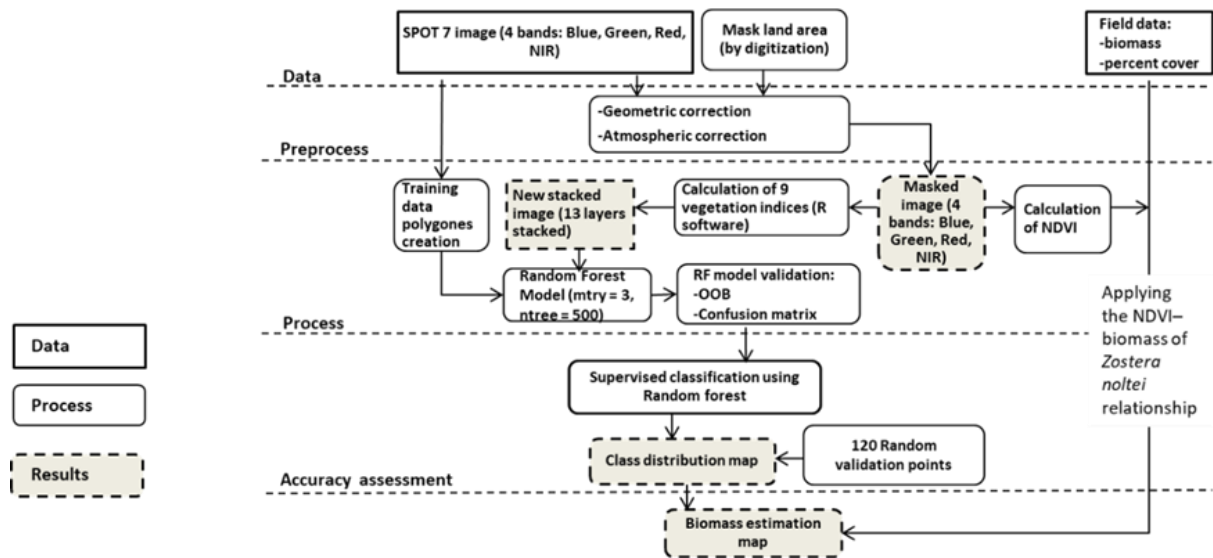 SPOT 7 image (4 bands: Blue, Green, Red,
NIR)
Mask land area
(by digitization)
Field data:
-biomass
-percent cover
Data
-Geometric correction
-Atmospheric correction
Preprocess
Training
data
polygones
creation
New stacked
image (13 layers
stacked)
Calculation of 9
vegetation indices (R
software)
Masked
image (4
bands: Blue,
Green, Red,
NIR)
Calculation
of NDVI
Random Forest
Model (mtry = 3,
ntree = 500)
RF model validation:
-OOB
-Confusion matrix
Applying
the NDVI–
biomass of
Zostera
noltei
relationship
Process
Data
Process
Results
Supervised classification using
Random forest
Class distribution map
120 Random
validation points
Accuracy assessment
Biomass estimation
map